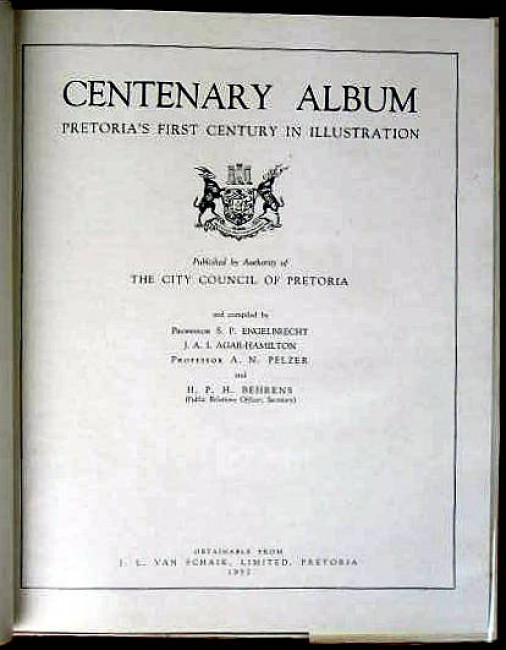 CENTENARY ALBUM
PRETORIA'S FIRST CENTURY IN ILLUSTRATION
Published by Authority of
THE CITY COUNCIL OF PRETORIA
and compiled by
PROFESSOR S. P. ENGELBRECHT
J. A. I. AGAR-HAMILTON
PROFESSOR A. N. PELZER
and
H. P. H. BEHRENS
(Public Relations Officer, Secretary)
OBTAINABLE FROM
J. L. VAN SCHAIK, LIMITED, PRETORIA
1952